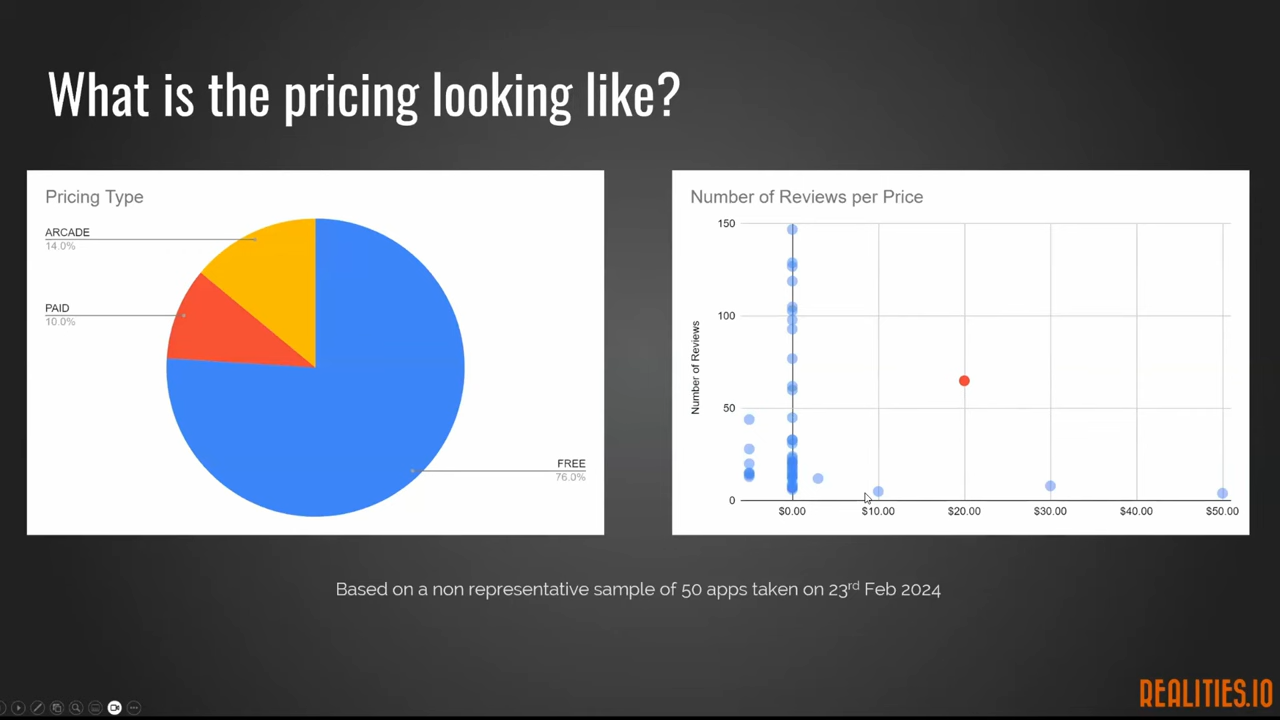 What is the pricing looking like?
Pricing Type
ARCADE
14.0%
PAID
10.0%
FREE
76.0%
Number of Reviews per Price
Number of Reviews
150
100
50
0
$0.00 $10.00 $20.00 $30.00 $40.00 $50.00
Based on a non representative sample of 50 apps taken on 23rd Feb 2024
REALITIES.IO